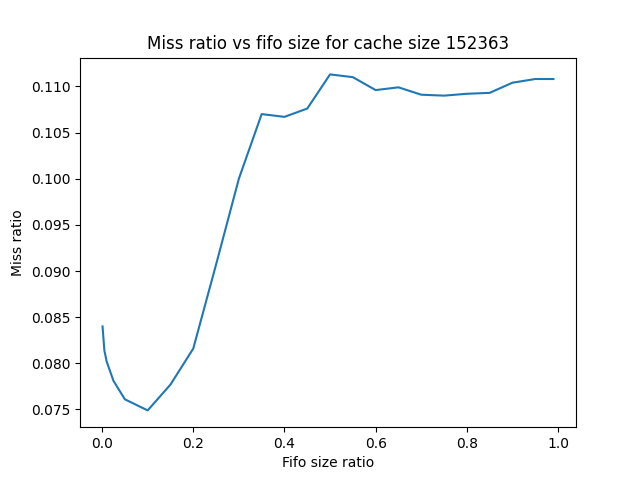 Miss ratio vs fifo size for cache size 152363
0.110
0.105
0.100
0.095
0.090
0.085
0.080
0.075
Miss ratio
0.0 0.2 0.4 0.6 0.8 1.0
Fifo size ratio